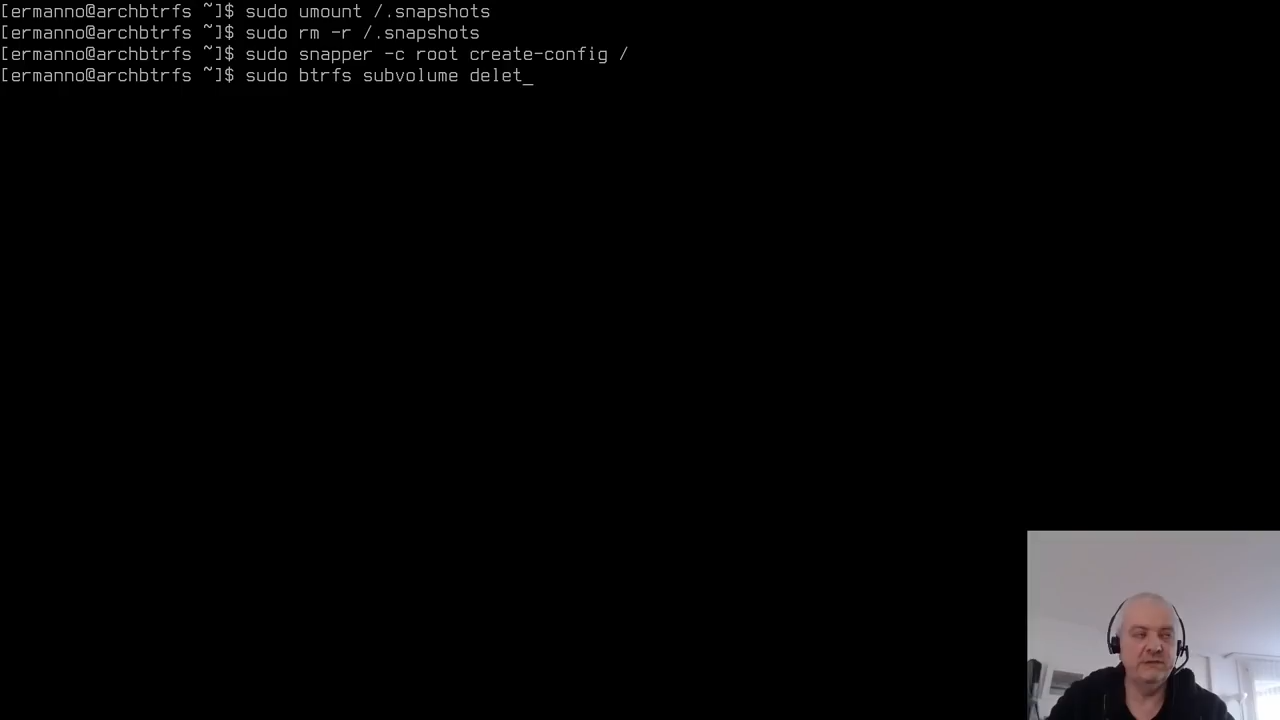 [ermanno@archbtrfs ~]$ sudo umount /.snapshots
[ermanno@archbtrfs ~]$ sudo rm -r /.snapshots
[ermanno@archbtrfs ~]$ sudo snapper -c root create-config /
[ermanno@archbtrfs ~]$ sudo btrfs subvolume delet_